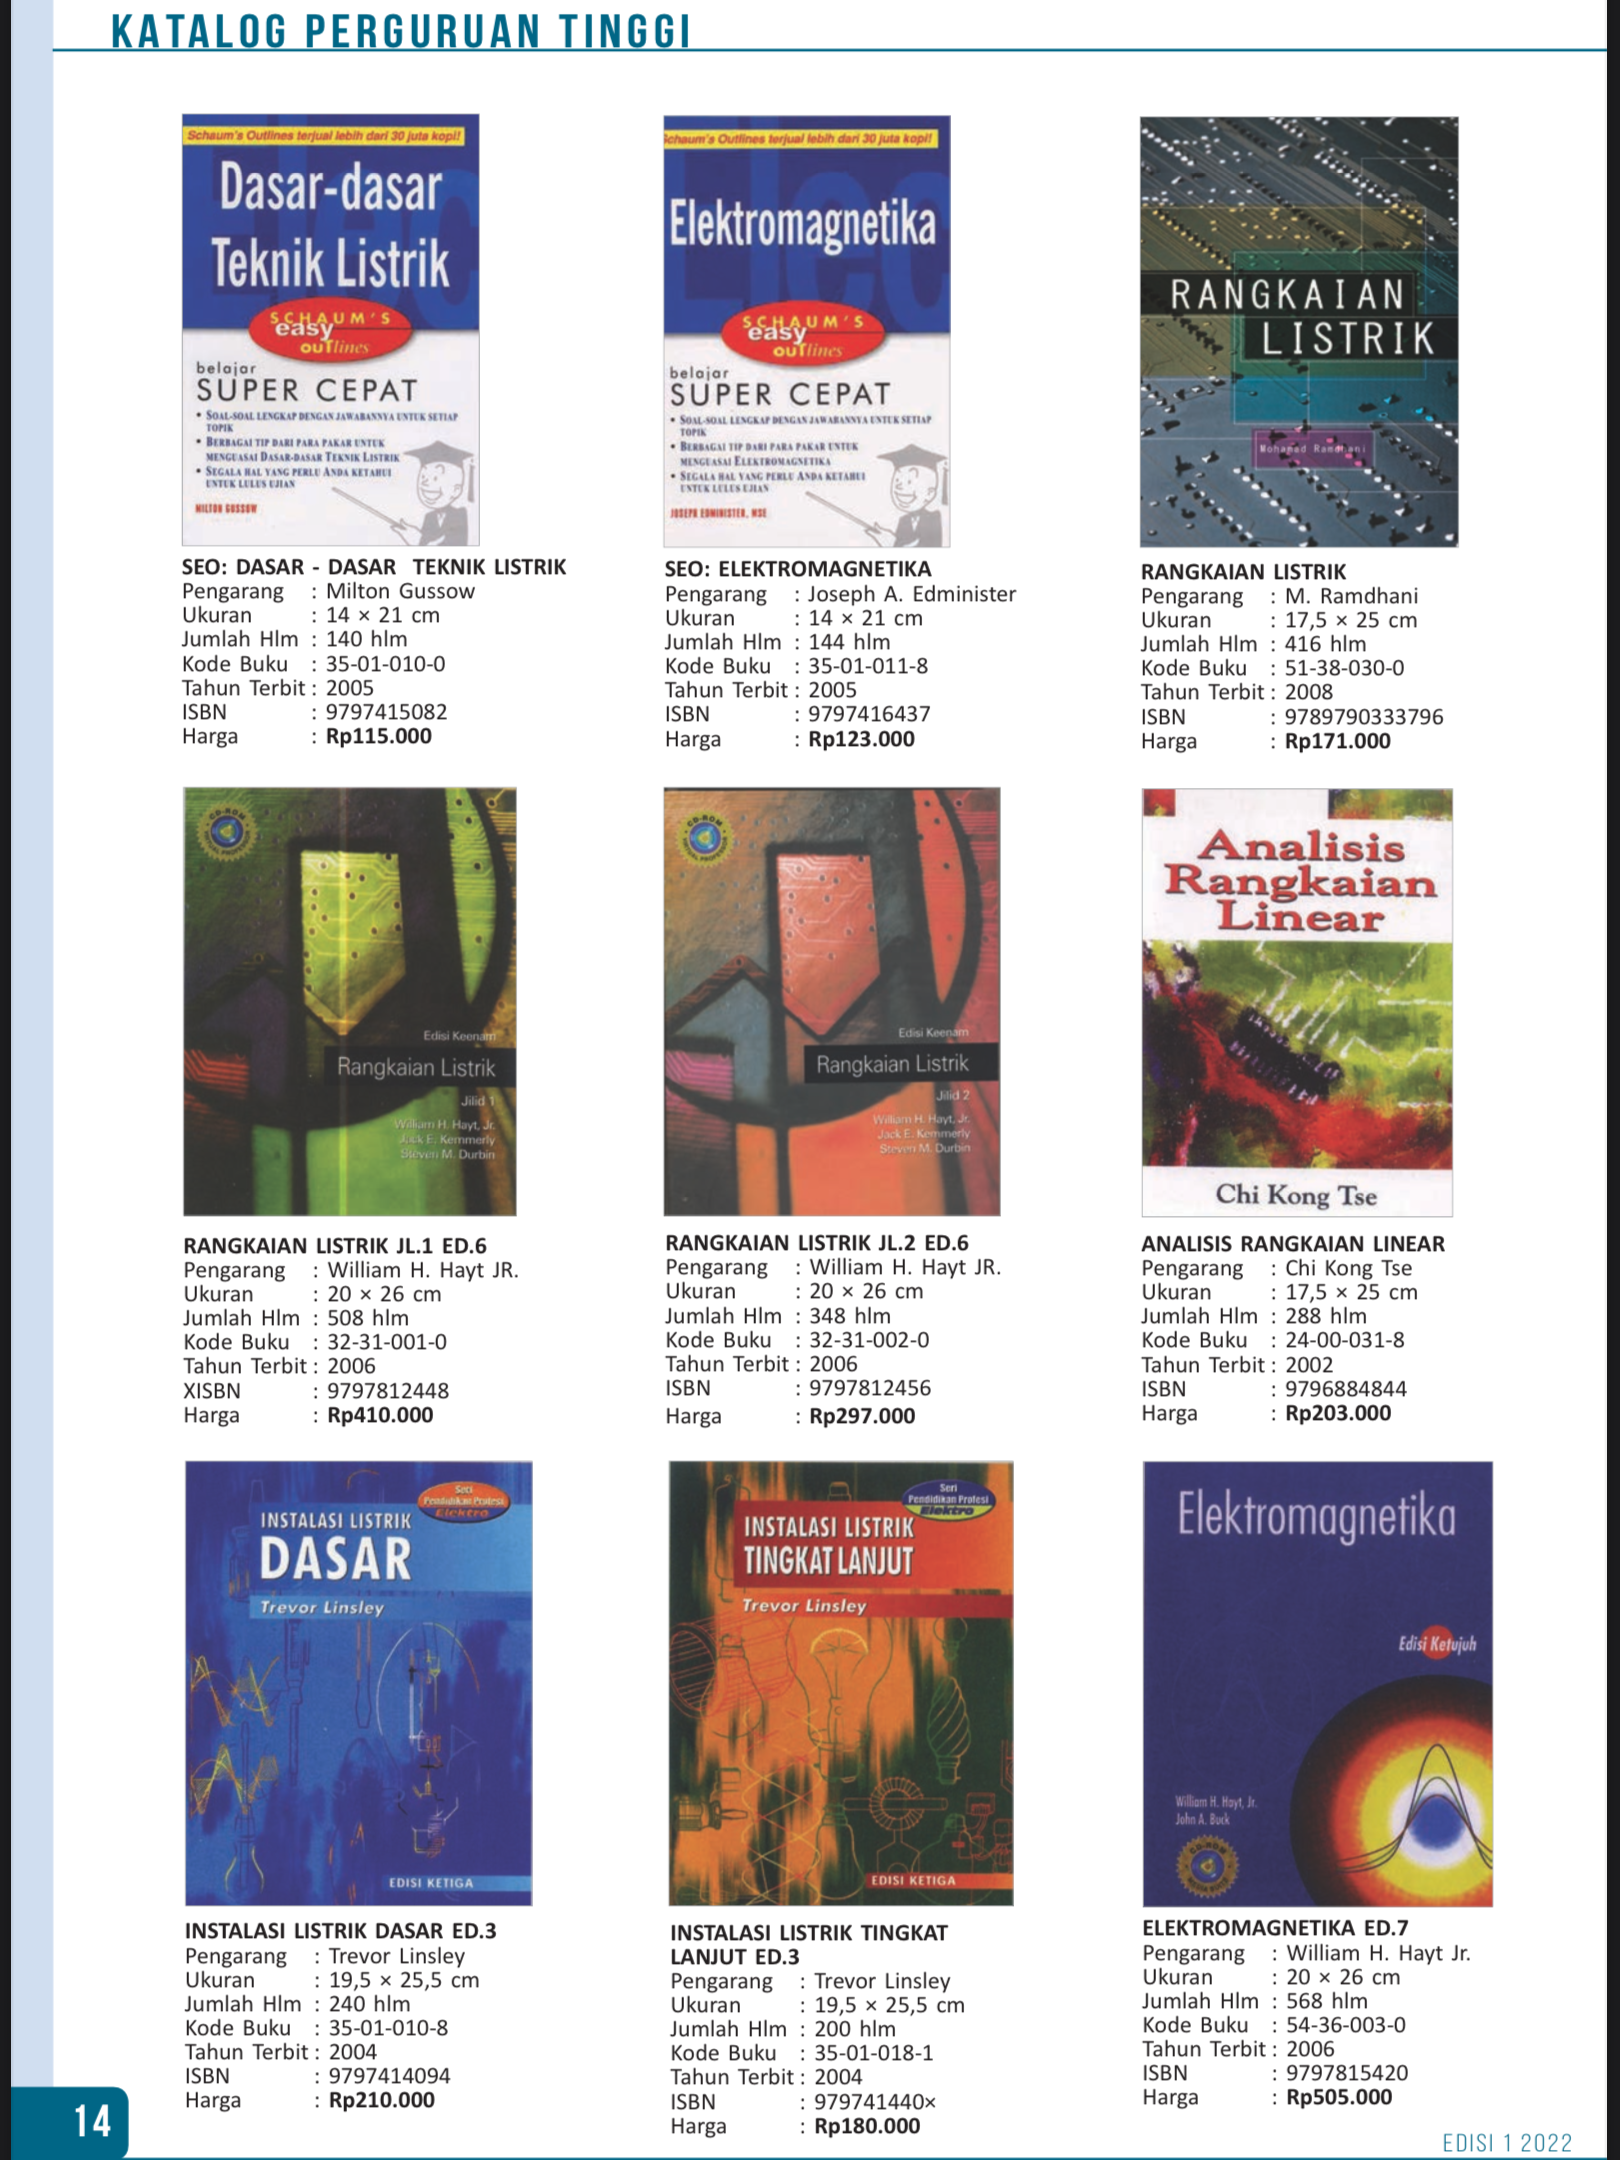 KATALOG PERGURUAN TINGGI
Schaum's Outlines terjual lebih dari 30 juta kopi!
Dasar-dasar
Teknik Listrik
SCHAUM'S
easy
ouTlines
belajar
SUPER CEPAT
• SOAL-SOAL LENGKAP DENGAN JAWABANNYA UNTUK SETIAP
TOPIK
• BERBAGAI TIP DARI PARA PAKAR UNTUK
MENGUASAI DASAR-DASAR TEKNIK LISTRIK
• SEGALA HAL YANG PERLU ANDA KETAHUI
UNTUK LULUS UJIAN
MILTON GUSSOW
SEO: DASAR - DASAR TEKNIK LISTRIK
Pengarang : Milton Gussow
Ukuran : 14 × 21 cm
Jumlah Hlm : 140 hlm
Kode Buku : 35-01-010-0
Tahun Terbit : 2005
ISBN : 9797415082
Harga : Rp115.000
Schaum's Outlines terjual lebih dari 30 juta kopi!
Elektromagnetika
SCHAUM'S
easy
ouTlines
belajar
SUPER CEPAT
• SOAL-SOAL LENGKAP DENGAN JAWABANNYA UNTUK SETIAP
TOPIK
• BERBAGAI TIP DARI PARA PAKAR UNTUK
MENGUASAI ELEKTROMAGNETIKA
• SEGALA HAL YANG PERLU ANDA KETAHUI
UNTUK LULUS UJIAN
JOSEPH EDMINISTER, MSE
SEO: ELEKTROMAGNETIKA
Pengarang : Joseph A. Edminister
Ukuran : 14 × 21 cm
Jumlah Hlm : 144 hlm
Kode Buku : 35-01-011-8
Tahun Terbit : 2005
ISBN : 9797416437
Harga : Rp123.000
RANGKAIAN
LISTRIK
Mohamad Ramdhani
RANGKAIAN LISTRIK
Pengarang : M. Ramdhani
Ukuran : 17,5 × 25 cm
Jumlah Hlm : 416 hlm
Kode Buku : 51-38-030-0
Tahun Terbit : 2008
ISBN : 9789790333796
Harga : Rp171.000
CD-ROM
Edisi Keenam
Rangkaian Listrik
Jilid 1
William H. Hayt, Jr.
Jack E. Kemmerly
Steven M. Durbin
RANGKAIAN LISTRIK JL.1 ED.6
Pengarang : William H. Hayt JR.
Ukuran : 20 × 26 cm
Jumlah Hlm : 508 hlm
Kode Buku : 32-31-001-0
Tahun Terbit : 2006
XISBN : 9797812448
Harga : Rp410.000
CD-ROM
Edisi Keenam
Rangkaian Listrik
Jilid 2
William H. Hayt, Jr.
Jack E. Kemmerly
Steven M. Durbin
RANGKAIAN LISTRIK JL.2 ED.6
Pengarang : William H. Hayt JR.
Ukuran : 20 × 26 cm
Jumlah Hlm : 348 hlm
Kode Buku : 32-31-002-0
Tahun Terbit : 2006
ISBN : 9797812456
Harga : Rp297.000
Analisis
Rangkaian
Linear
Chi Kong Tse
ANALISIS RANGKAIAN LINEAR
Pengarang : Chi Kong Tse
Ukuran : 17,5 × 25 cm
Jumlah Hlm : 288 hlm
Kode Buku : 24-00-031-8
Tahun Terbit : 2002
ISBN : 9796884844
Harga : Rp203.000
Seri
Pendidikan Profesi
Elektro
INSTALASI LISTRIK
DASAR
Trevor Linsley
EDISI KETIGA
INSTALASI LISTRIK DASAR ED.3
Pengarang : Trevor Linsley
Ukuran : 19,5 × 25,5 cm
Jumlah Hlm : 240 hlm
Kode Buku : 35-01-010-8
Tahun Terbit : 2004
ISBN : 9797414094
Harga : Rp210.000
Seri
Pendidikan Profesi
Elektro
INSTALASI LISTRIK
TINGKAT LANJUT
Trevor Linsley
EDISI KETIGA
INSTALASI LISTRIK TINGKAT
LANJUT ED.3
Pengarang : Trevor Linsley
Ukuran : 19,5 × 25,5 cm
Jumlah Hlm : 200 hlm
Kode Buku : 35-01-018-1
Tahun Terbit : 2004
ISBN : 979741440×
Harga : Rp180.000
Elektromagnetika
Edisi Ketujuh
William H. Hayt, Jr.
John A. Buck
CD-ROM
ELEKTROMAGNETIKA ED.7
Pengarang : William H. Hayt Jr.
Ukuran : 20 × 26 cm
Jumlah Hlm : 568 hlm
Kode Buku : 54-36-003-0
Tahun Terbit : 2006
ISBN : 9797815420
Harga : Rp505.000
14
EDISI 1 2022